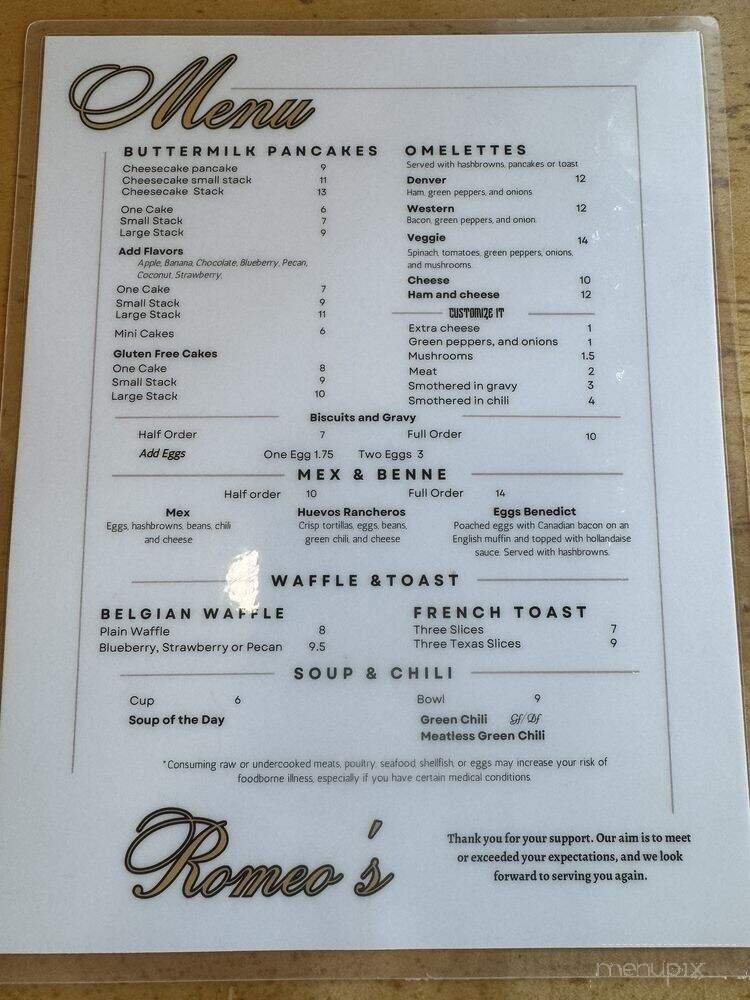 Menu
BUTTERMILK PANCAKES
Cheesecake pancake 9
Cheesecake small stack 11
Cheesecake Stack 13
One Cake 6
Small Stack 7
Large Stack 9
Add Flavors
Apple, Banana, Chocolate, Blueberry, Pecan,
Coconut, Strawberry,
One Cake 7
Small Stack 9
Large Stack 11
Mini Cakes 6
Gluten Free Cakes
One Cake 8
Small Stack 9
Large Stack 10
OMELETTES
Served with hashbrowns, pancakes or toast
Denver 12
Ham, green peppers, and onions
Western 12
Bacon, green peppers, and onion.
Veggie 14
Spinach, tomatoes, green peppers, onions,
and mushrooms.
Cheese 10
Ham and cheese 12
CUSTOMIZE IT
Extra cheese 1
Green peppers, and onions 1
Mushrooms 1.5
Meat 2
Smothered in gravy 3
Smothered in chili 4
Biscuits and Gravy
Half Order 7 Full Order 10
Add Eggs One Egg 1.75 Two Eggs 3
MEX & BENNE
Half order 10 Full Order 14
Mex
Eggs, hashbrowns, beans, chili
and cheese
Huevos Rancheros
Crisp tortillas, eggs, beans,
green chili, and cheese
Eggs Benedict
Poached eggs with Canadian bacon on an
English muffin and topped with hollandaise
sauce. Served with hashbrowns.
WAFFLE &TOAST
BELGIAN WAFFLE
Plain Waffle 8
Blueberry, Strawberry or Pecan 9.5
FRENCH TOAST
Three Slices 7
Three Texas Slices 9
SOUP & CHILI
Cup 6
Soup of the Day
Bowl 9
Green Chili Gf/Df
Meatless Green Chili
*Consuming raw or undercooked meats, poultry, seafood, shellfish, or eggs may increase your risk of
foodborne illness, especially if you have certain medical conditions.
Romeo's
Thank you for your support. Our aim is to meet
or exceeded your expectations, and we look
forward to serving you again.
menupix